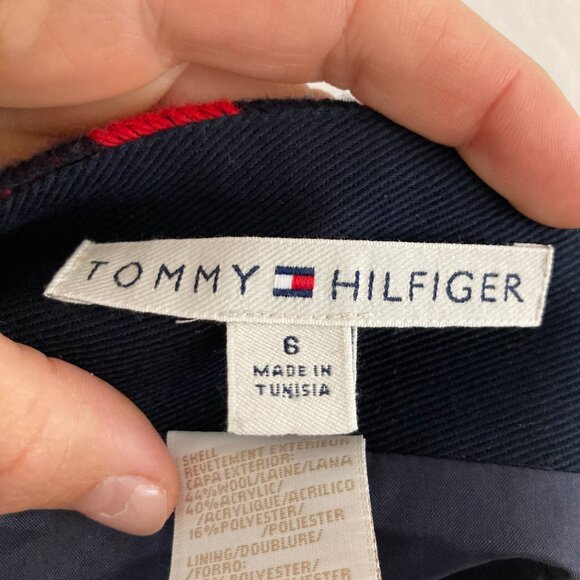 TOMMY HILFIGER
6
MADE IN
TUNISIA
SHELL
REVETEMENT EXTERIEUR
CAPA EXTERIOR:
44%WOOL/LAINE/LANA
40%ACRYLIC/
/ACRYLIQUE/ACRILICO
16%POLYESTER/
/POLIESTER
LINING/DOUBLURE/
/FORRO: